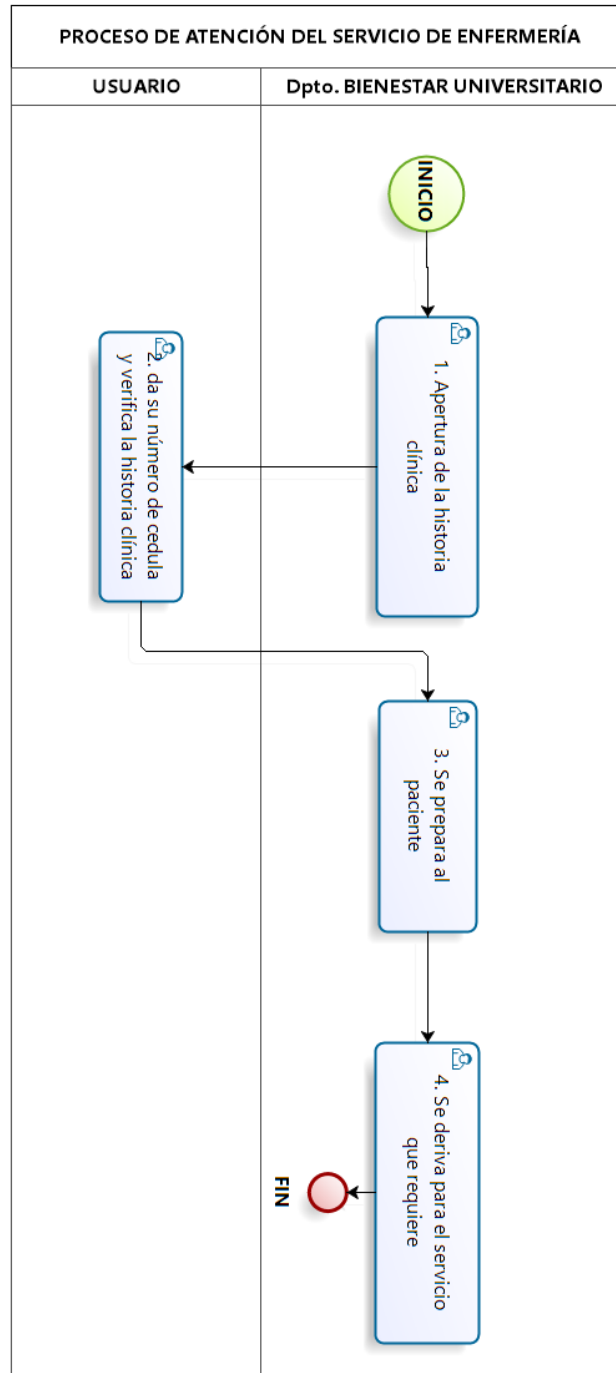 PROCESO DE ATENCIÓN DEL SERVICIO DE ENFERMERÍA
USUARIO
Dpto. BIENESTAR UNIVERSITARIO
INICIO
1. Apertura de la historia
clínica
2. da su número de cedula
y verifica la historia clínica
3. Se prepara al
paciente
4. Se deriva para el servicio
que requiere
FIN